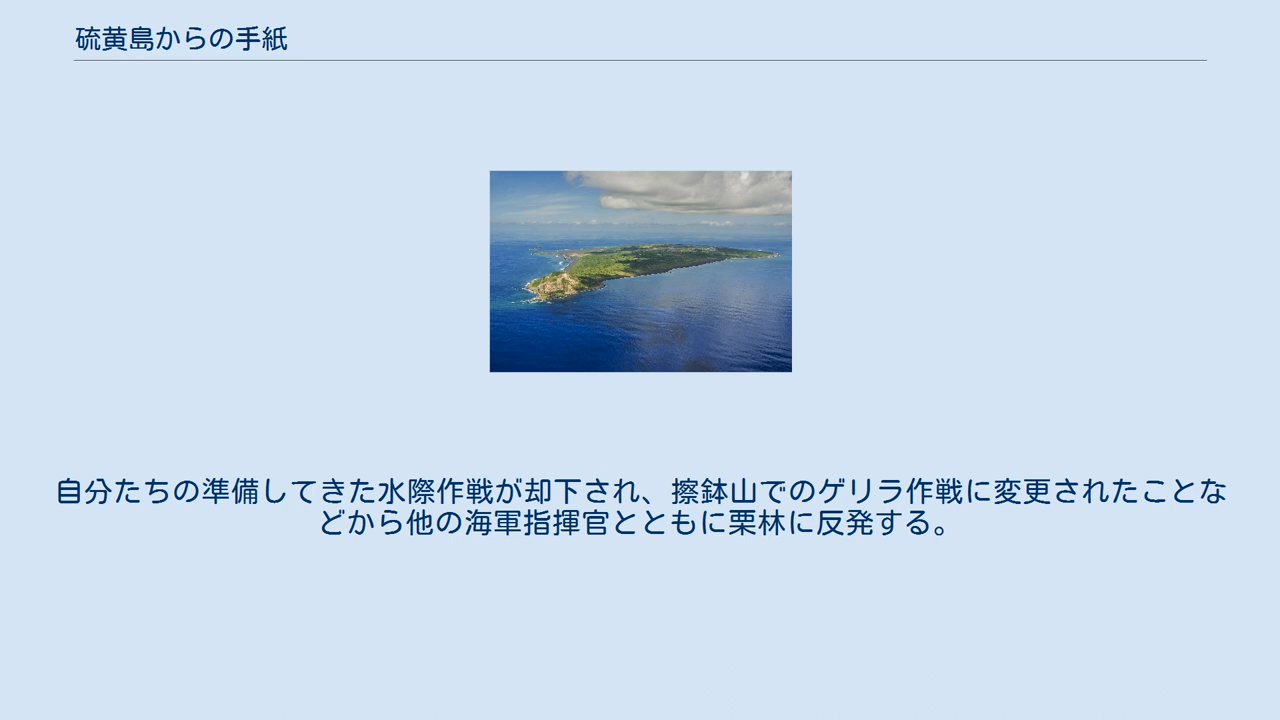 硫黄島からの手紙
自分たちの準備してきた水際作戦が却下され、擦鉢山でのゲリラ作戦に変更されたことな
どから他の海軍指揮官とともに栗林に反発する。